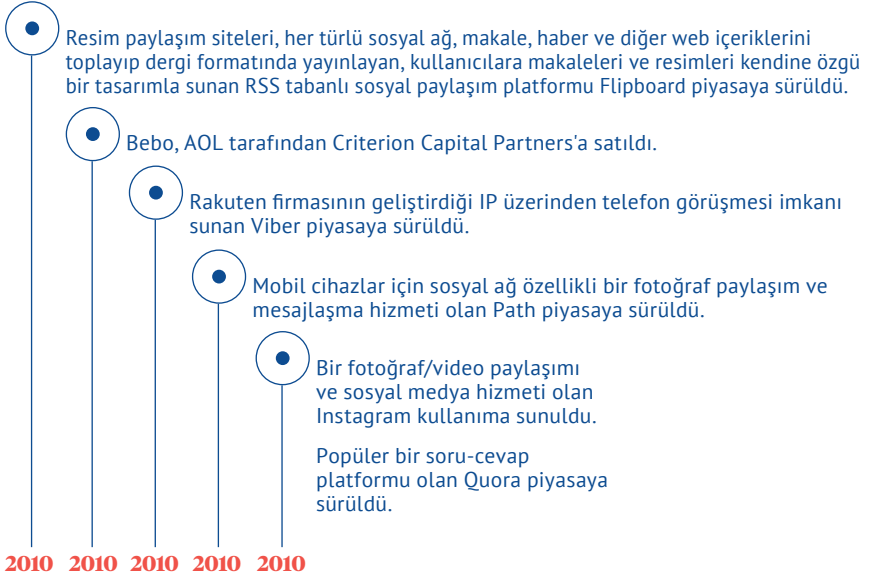 Resim paylaşım siteleri, her türlü sosyal ağ, makale, haber ve diğer web içeriklerini
toplayıp dergi formatında yayınlayan, kullanıcılara makaleleri ve resimleri kendine özgü
bir tasarımla sunan RSS tabanlı sosyal paylaşım platformu Flipboard piyasaya sürüldü.
Bebo, AOL tarafından Criterion Capital Partners'a satıldı.
Rakuten firmasının geliştirdiği IP üzerinden telefon görüşmesi imkanı
sunan Viber piyasaya sürüldü.
Mobil cihazlar için sosyal ağ özellikli bir fotoğraf paylaşım ve
mesajlaşma hizmeti olan Path piyasaya sürüldü.
Bir fotoğraf/video paylaşımı
ve sosyal medya hizmeti olan
Instagram kullanıma sunuldu.
Popüler bir soru-cevap
platformu olan Quora piyasaya
sürüldü.
2010 2010 2010 2010 2010